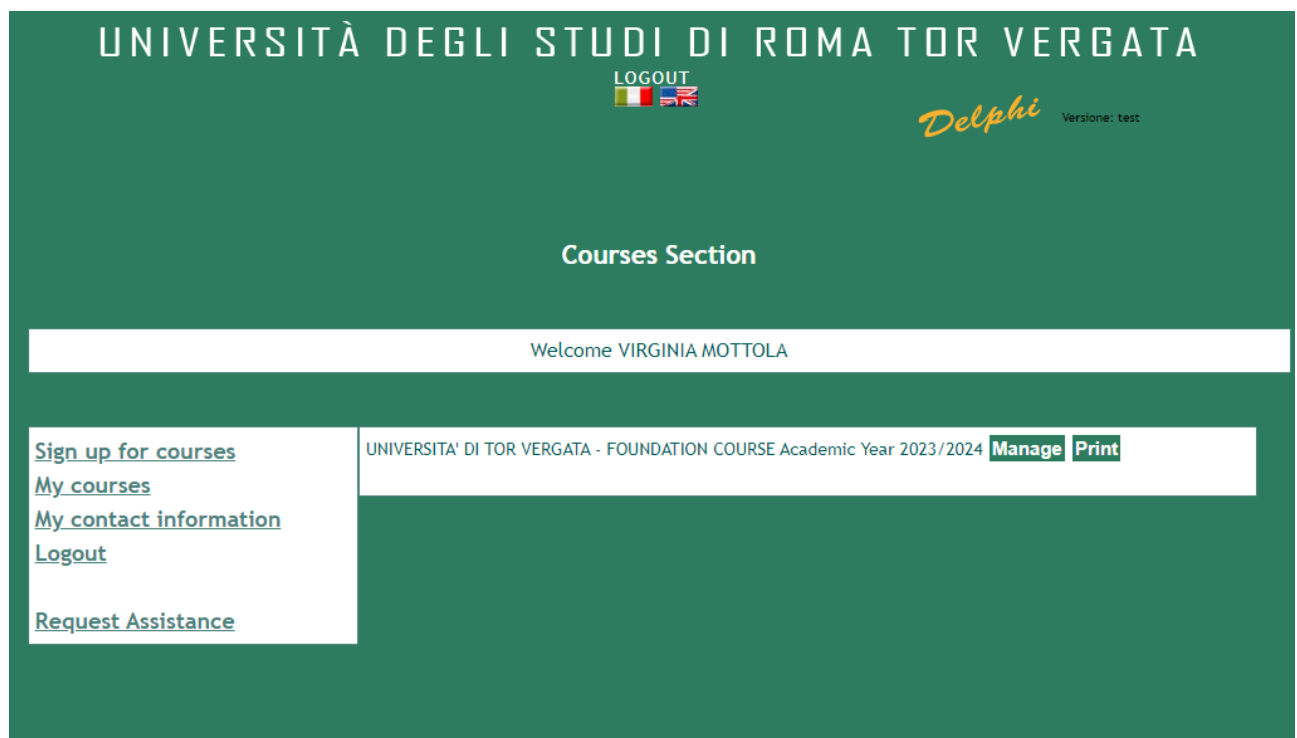 UNIVERSITÀ DEGLI STUDI DI ROMA TOR VERGATA
LOGOUT
Delphi Versione: test
Courses Section
Welcome VIRGINIA MOTTOLA
Sign up for courses
My courses
My contact information
Logout
Request Assistance
UNIVERSITA' DI TOR VERGATA - FOUNDATION COURSE Academic Year 2023/2024 Manage Print